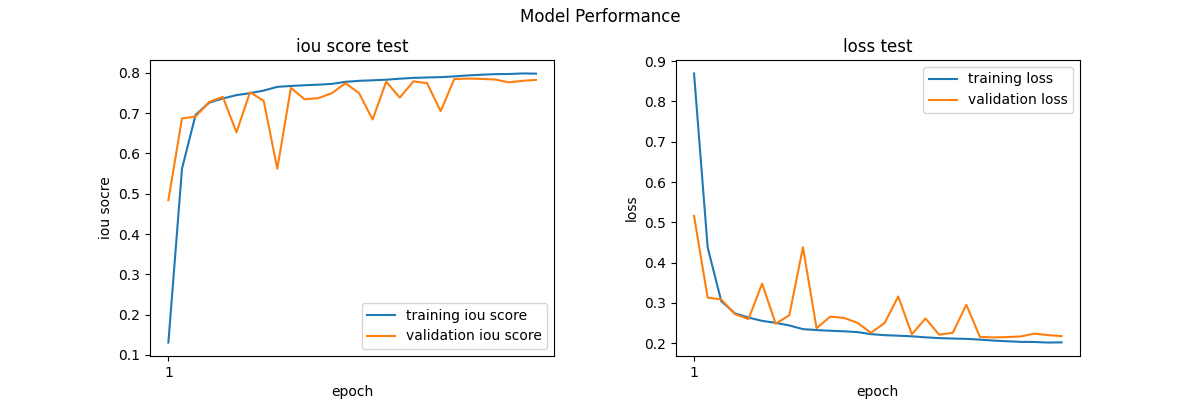 Model Performance
iou score test
0.8
0.7
0.6
0.5
0.4
0.3
0.2
0.1
iou socre
training iou score
validation iou score
1
epoch
loss test
0.9
0.8
0.7
0.6
0.5
0.4
0.3
0.2
loss
training loss
validation loss
1
epoch